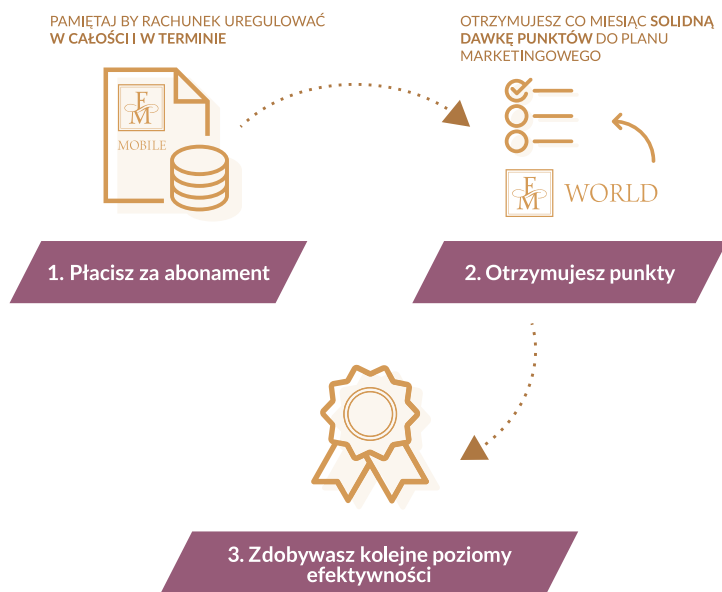 PAMIĘTAJ BY RACHUNEK UREGULOWAĆ
W CAŁOŚCI I W TERMINIE
FM
MOBILE
1. Płacisz za abonament
OTRZYMUJESZ CO MIESIĄC SOLIDNĄ
DAWKĘ PUNKTÓW DO PLANU
MARKETINGOWEGO
FM WORLD
2. Otrzymujesz punkty
3. Zdobywasz kolejne poziomy
efektywności